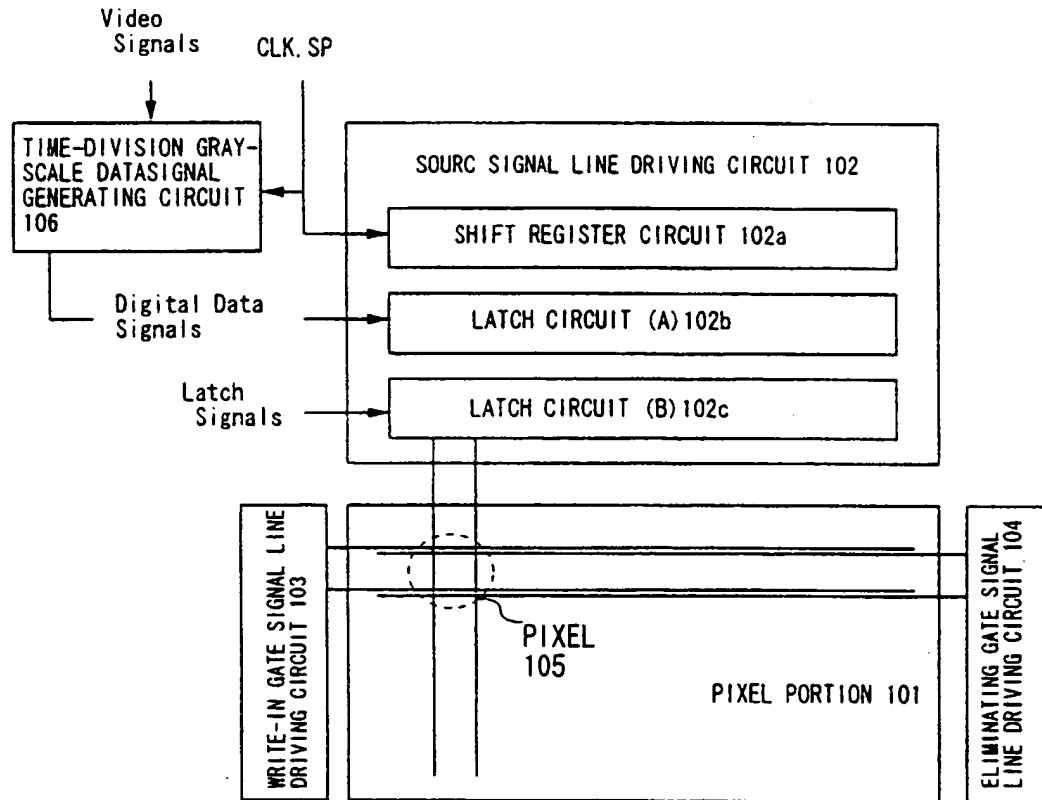 Video
Signals
CLK. SP
TIME-DIVISION GRAY-
SCALE DATASIGNAL
GENERATING CIRCUIT
106
SOURC SIGNAL LINE DRIVING CIRCUIT 102
SHIFT REGISTER CIRCUIT 102a
Digital Data
Signals
LATCH CIRCUIT (A) 102b
Latch
Signals
LATCH CIRCUIT (B) 102c
WRITE-IN GATE SIGNAL LINE
DRIVING CIRCUIT 103
PIXEL
105
PIXEL PORTION 101
ELIMINATING GATE SIGNAL
LINE DRIVING CIRCUIT 104